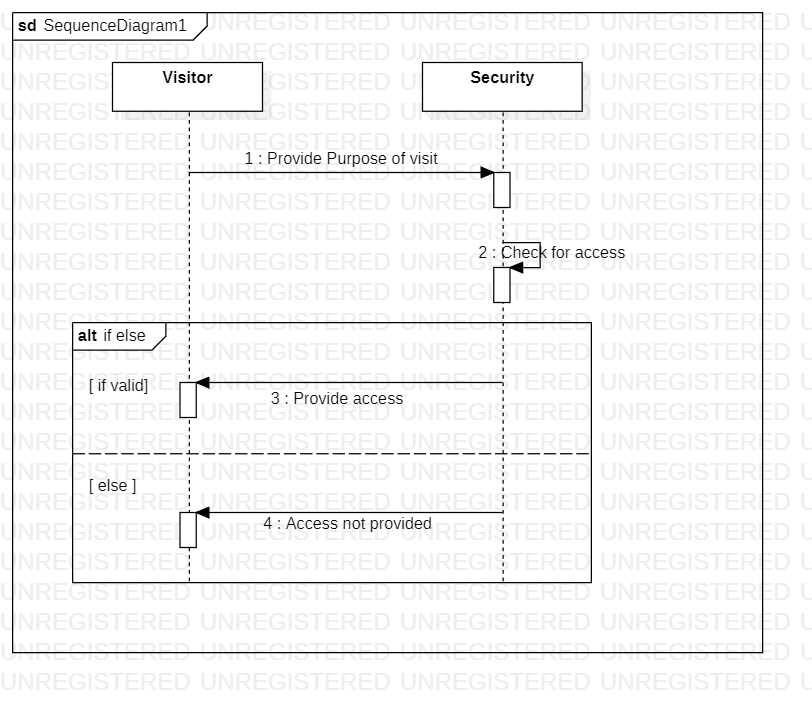 sd SequenceDiagram1
Visitor
Security
1 : Provide Purpose of visit
2 : Check for access
alt if else
[ if valid]
3 : Provide access
[ else ]
4 : Access not provided
UNREGISTERED